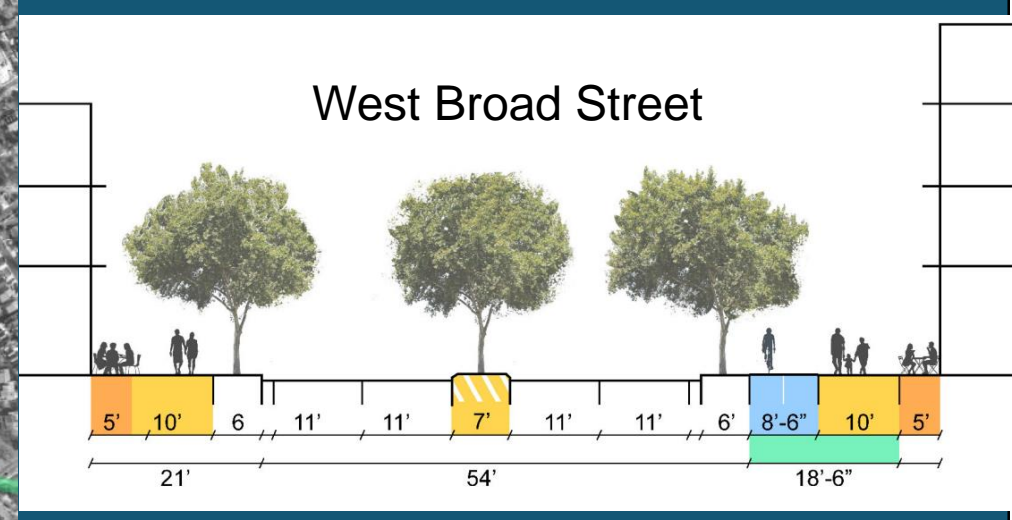 West Broad Street
5’ 10’ 6 11’ 11’ 7’ 11’ 11’ 6’ 8’-6” 10’ 5’
21’ 54’ 18’-6”